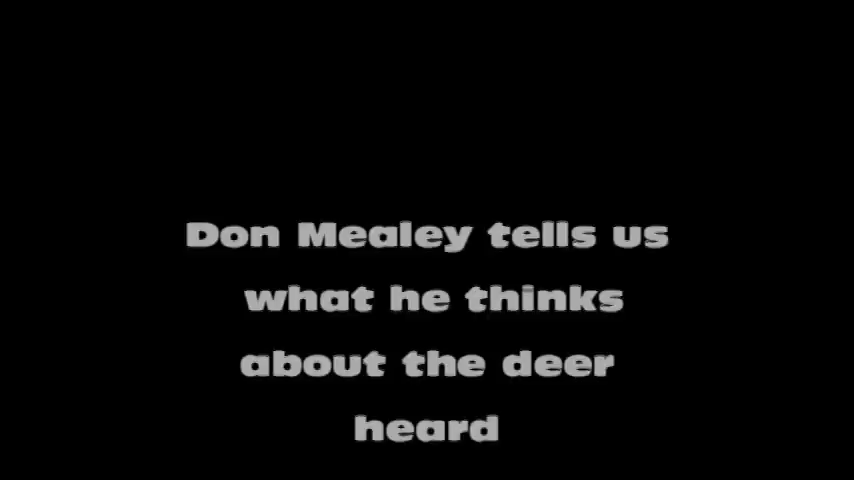 Don Mealey tells us
what he thinks
about the deer
heard